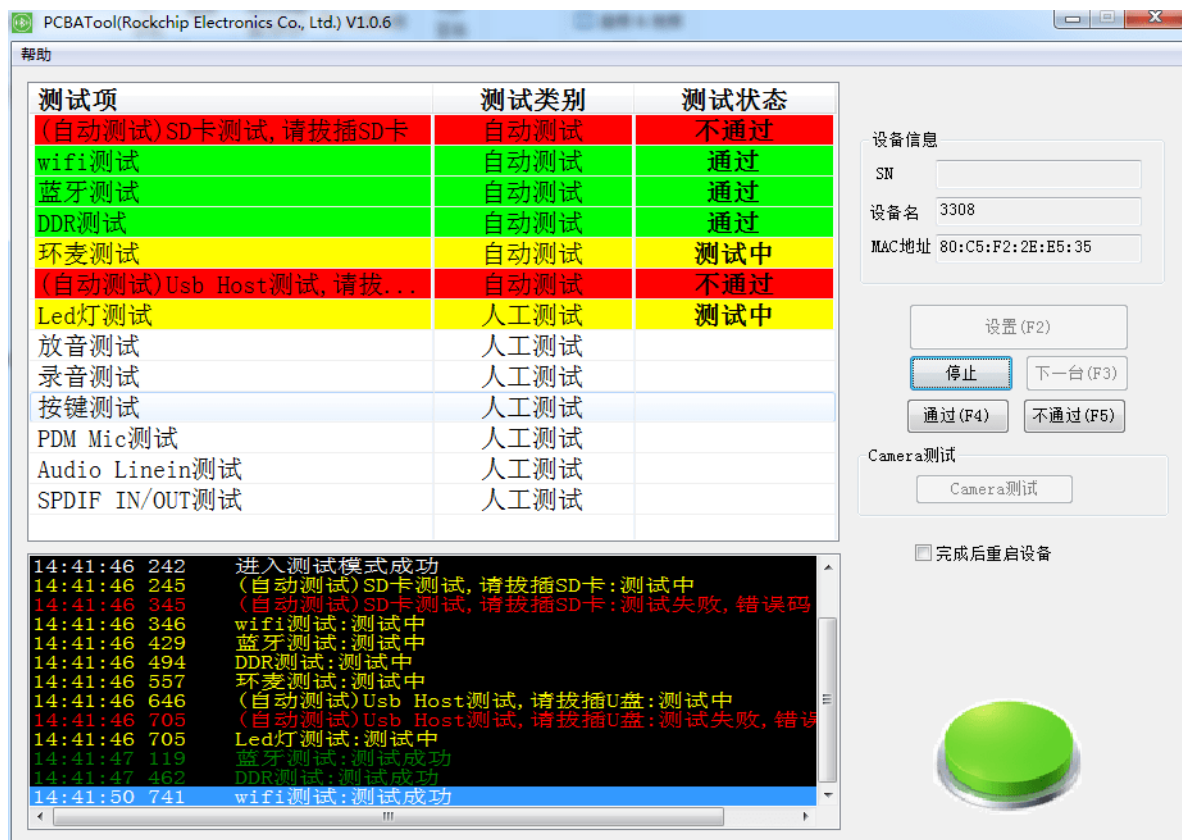 PCBATool(Rockchip Electronics Co., Ltd.) V1.0.6
帮助
测试项 测试类别 测试状态
(自动测试)SD卡测试,请拔插SD卡 自动测试 不通过
wifi测试 自动测试 通过
蓝牙测试 自动测试 通过
DDR测试 自动测试 通过
环麦测试 自动测试 测试中
(自动测试)Usb Host测试,请拔... 自动测试 不通过
Led灯测试 人工测试 测试中
放音测试 人工测试
录音测试 人工测试
按键测试 人工测试
PDM Mic测试 人工测试
Audio Linein测试 人工测试
SPDIF IN/OUT测试 人工测试
设备信息
SN
设备名 3308
MAC地址 80:C5:F2:2E:E5:35
设置(F2)
停止 下一台(F3)
通过(F4) 不通过(F5)
Camera测试
Camera测试
完成后重启设备
14:41:46 242 进入测试模式成功
14:41:46 245 (自动测试)SD卡测试,请拔插SD卡:测试中
14:41:46 345 (自动测试)SD卡测试,请拔插SD卡:测试失败,错误码
14:41:46 346 wifi测试:测试中
14:41:46 429 蓝牙测试:测试中
14:41:46 494 DDR测试:测试中
14:41:46 557 环麦测试:测试中
14:41:46 646 (自动测试)Usb Host测试,请拔插U盘:测试中
14:41:46 705 (自动测试)Usb Host测试,请拔插U盘:测试失败,错误
14:41:46 705 Led灯测试:测试中
14:41:47 119 蓝牙测试:测试成功
14:41:47 462 DDR测试:测试成功
14:41:50 741 wifi测试:测试成功